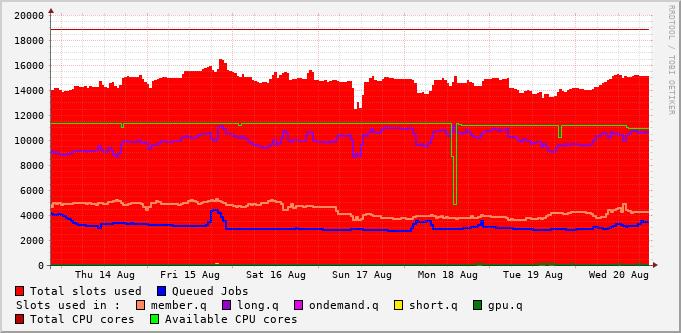 RRDTOOL / TOBI OETIKER
20000
18000
16000
14000
12000
10000
8000
6000
4000
2000
0
Thu 14 Aug Fri 15 Aug Sat 16 Aug Sun 17 Aug Mon 18 Aug Tue 19 Aug Wed 20 Aug
Total slots used Queued Jobs
Slots used in : member.q long.q ondemand.q short.q gpu.q
Total CPU cores Available CPU cores